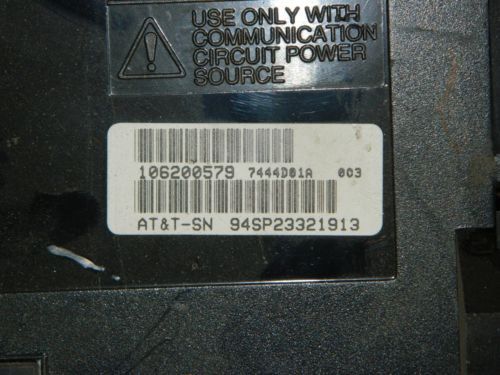 USE ONLY WITH
COMMUNICATION
CIRCUIT POWER
SOURCE
106200579 7444D01A 003
AT&T-SN 94SP23321913